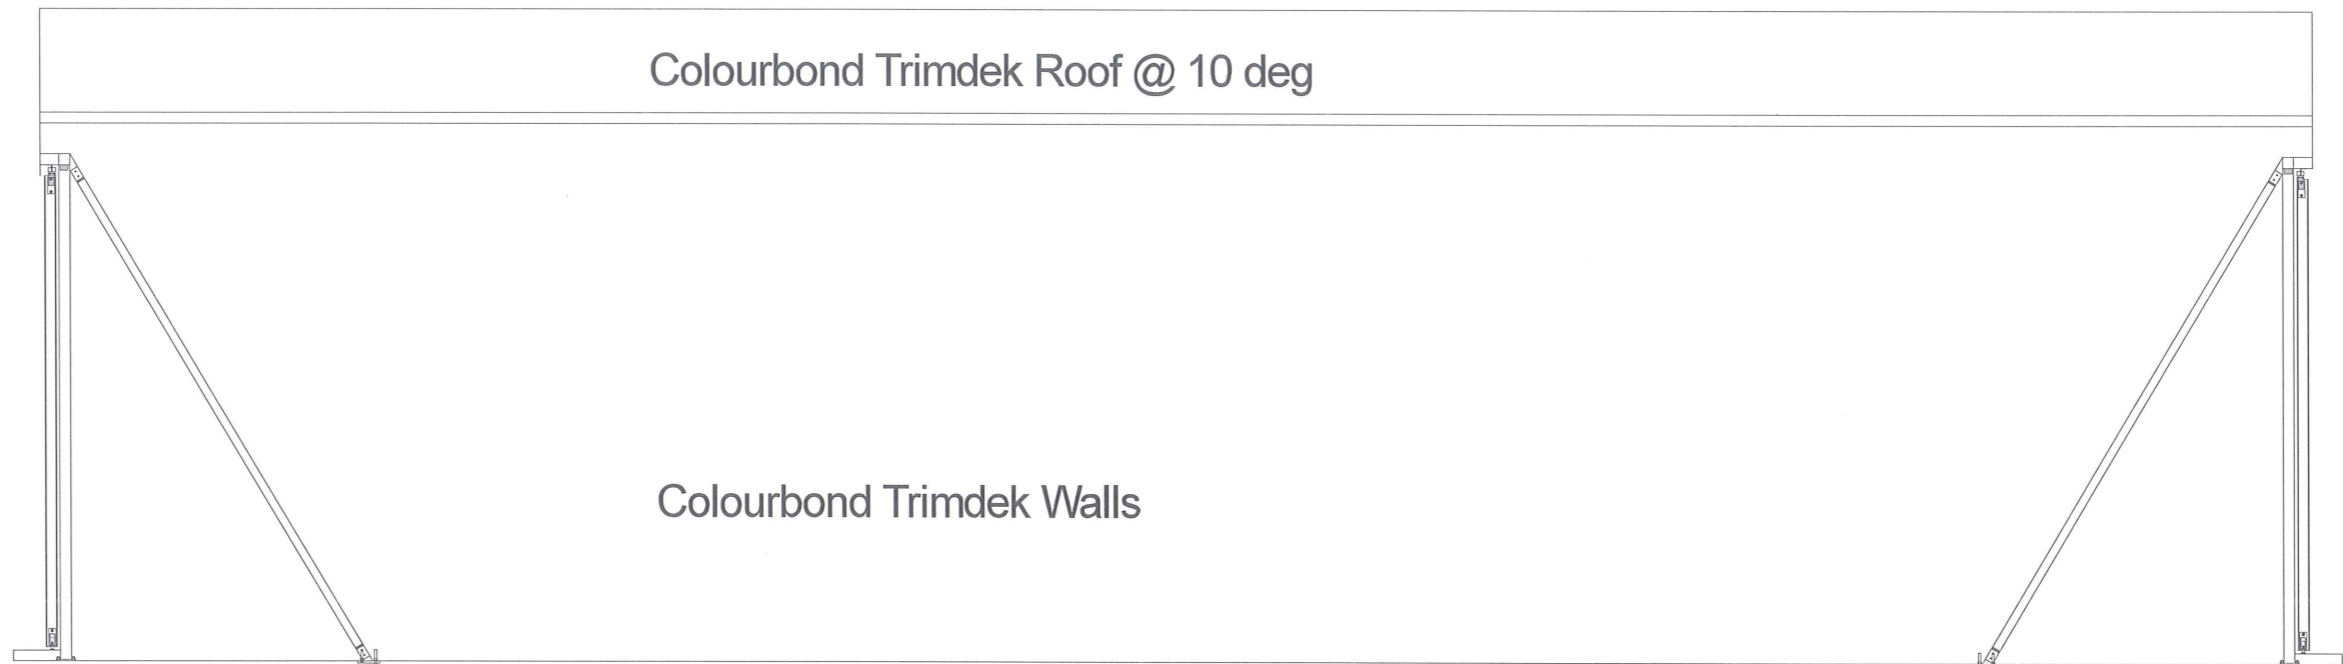 Colourbond Trimdek Roof @ 10 deg
Colourbond Trimdek Walls